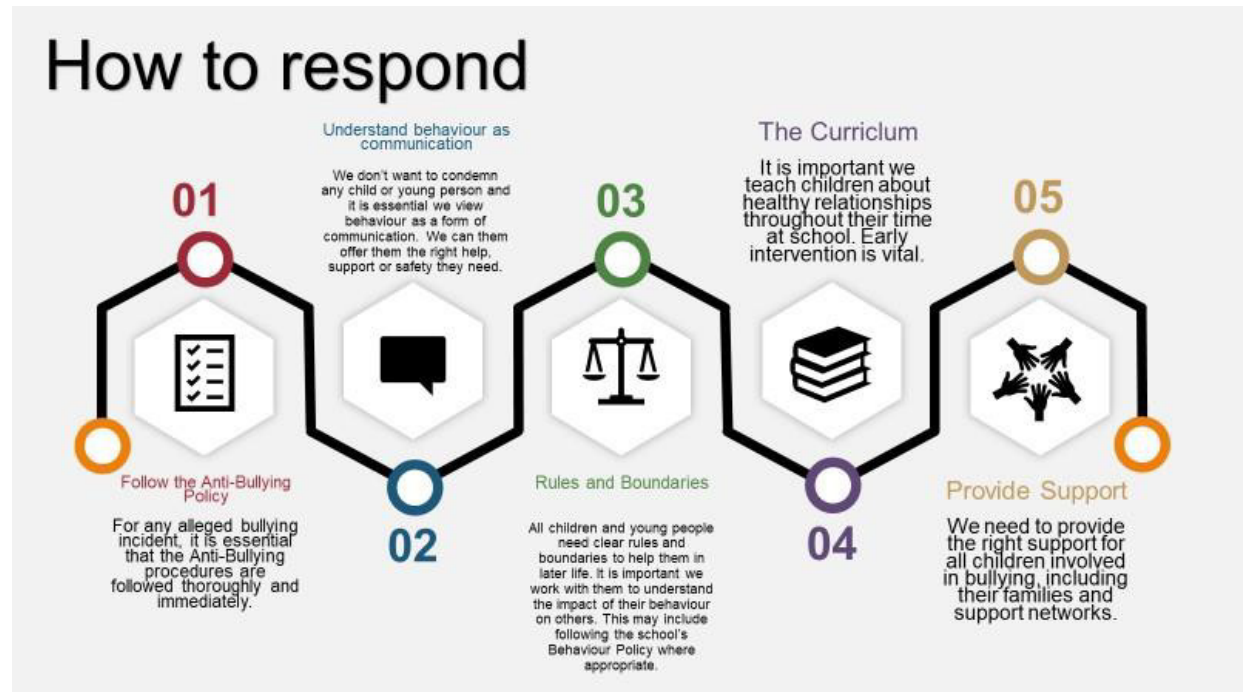 How to respond
01
Follow the Anti-Bullying
Policy
For any alleged bullying
incident, it is essential
that the Anti-Bullying
procedures are
followed thoroughly and
immediately.
Understand behaviour as
communication
We don't want to condemn
any child or young person and
it is essential we view
behaviour as a form of
communication. We can them
offer them the right help,
support or safety they need.
02
03
Rules and Boundaries
All children and young people
need clear rules and
boundaries to help them in
later life. It is important we
work with them to understand
the impact of their behaviour
on others. This may include
following the school's
Behaviour Policy where
appropriate.
The Curriclum
It is important we
teach children about
healthy relationships
throughout their time
at school. Early
intervention is vital.
04
05
Provide Support
We need to provide
the right support for
all children involved
in bullying, including
their families and
support networks.